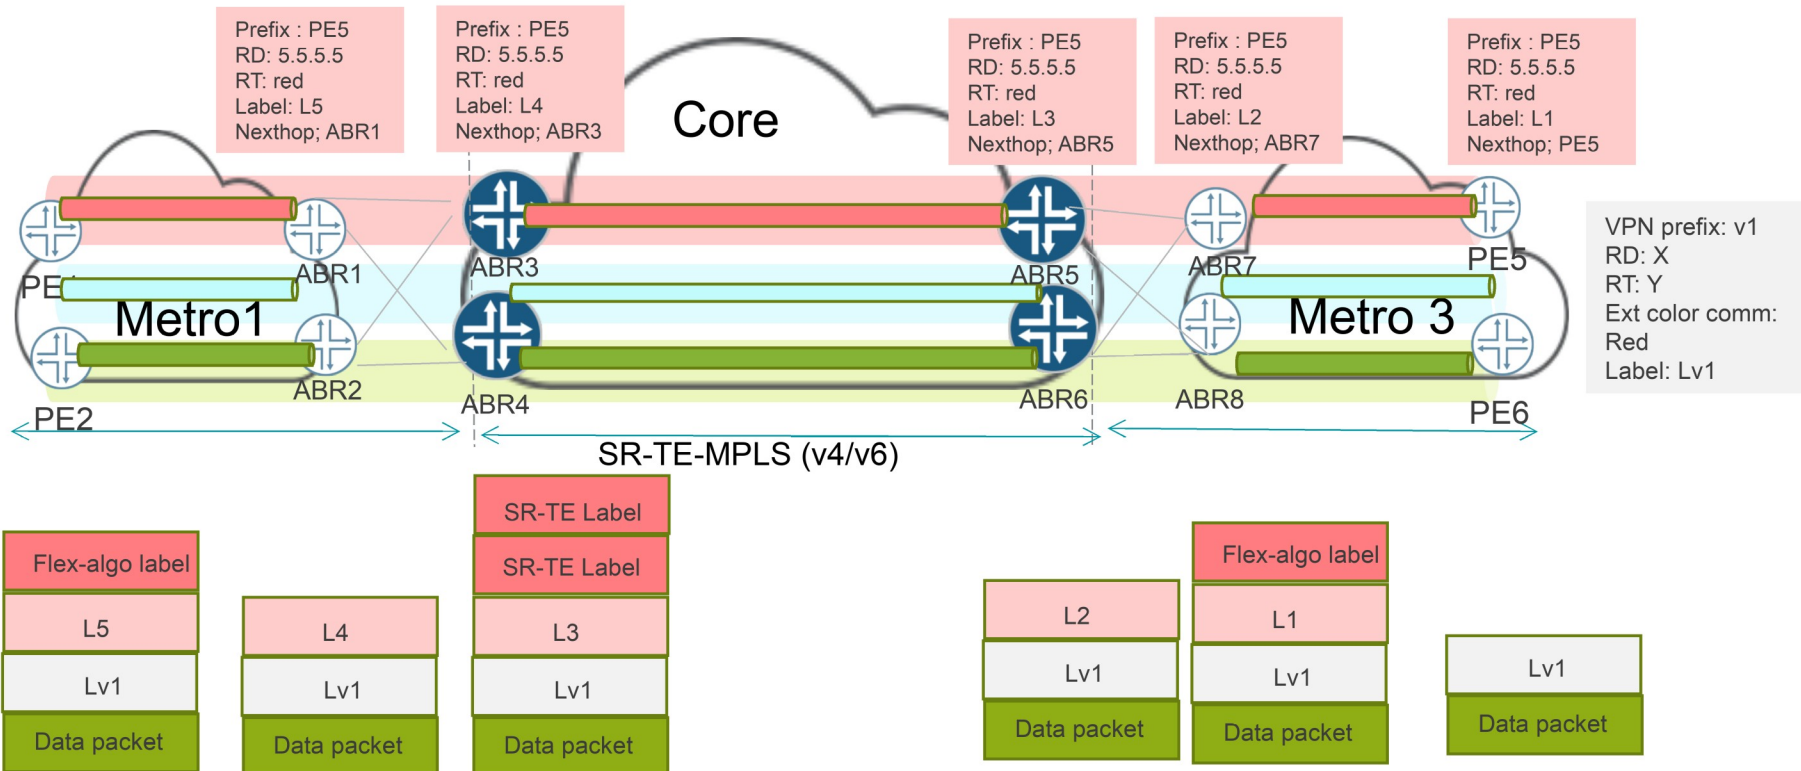 Prefix : PE5
RD: 5.5.5.5
RT: red
Label: L5
Nexthop; ABR1
Prefix : PE5
RD: 5.5.5.5
RT: red
Label: L4
Nexthop; ABR3
Prefix : PE5
RD: 5.5.5.5
RT: red
Label: L3
Nexthop; ABR5
Prefix : PE5
RD: 5.5.5.5
RT: red
Label: L2
Nexthop; ABR7
Prefix : PE5
RD: 5.5.5.5
RT: red
Label: L1
Nexthop; PE5
Core
ABR1
ABR3
ABR5
ABR7
PE5
Metro1
Metro 3
PE2
ABR2
ABR4
ABR6
ABR8
PE6
VPN prefix: v1
RD: X
RT: Y
Ext color comm:
Red
Label: Lv1
SR-TE-MPLS (v4/v6)
Flex-algo label
L5
Lv1
Data packet
L4
Lv1
Data packet
SR-TE Label
SR-TE Label
L3
Lv1
Data packet
L2
Lv1
Data packet
Flex-algo label
L1
Lv1
Data packet
Lv1
Data packet